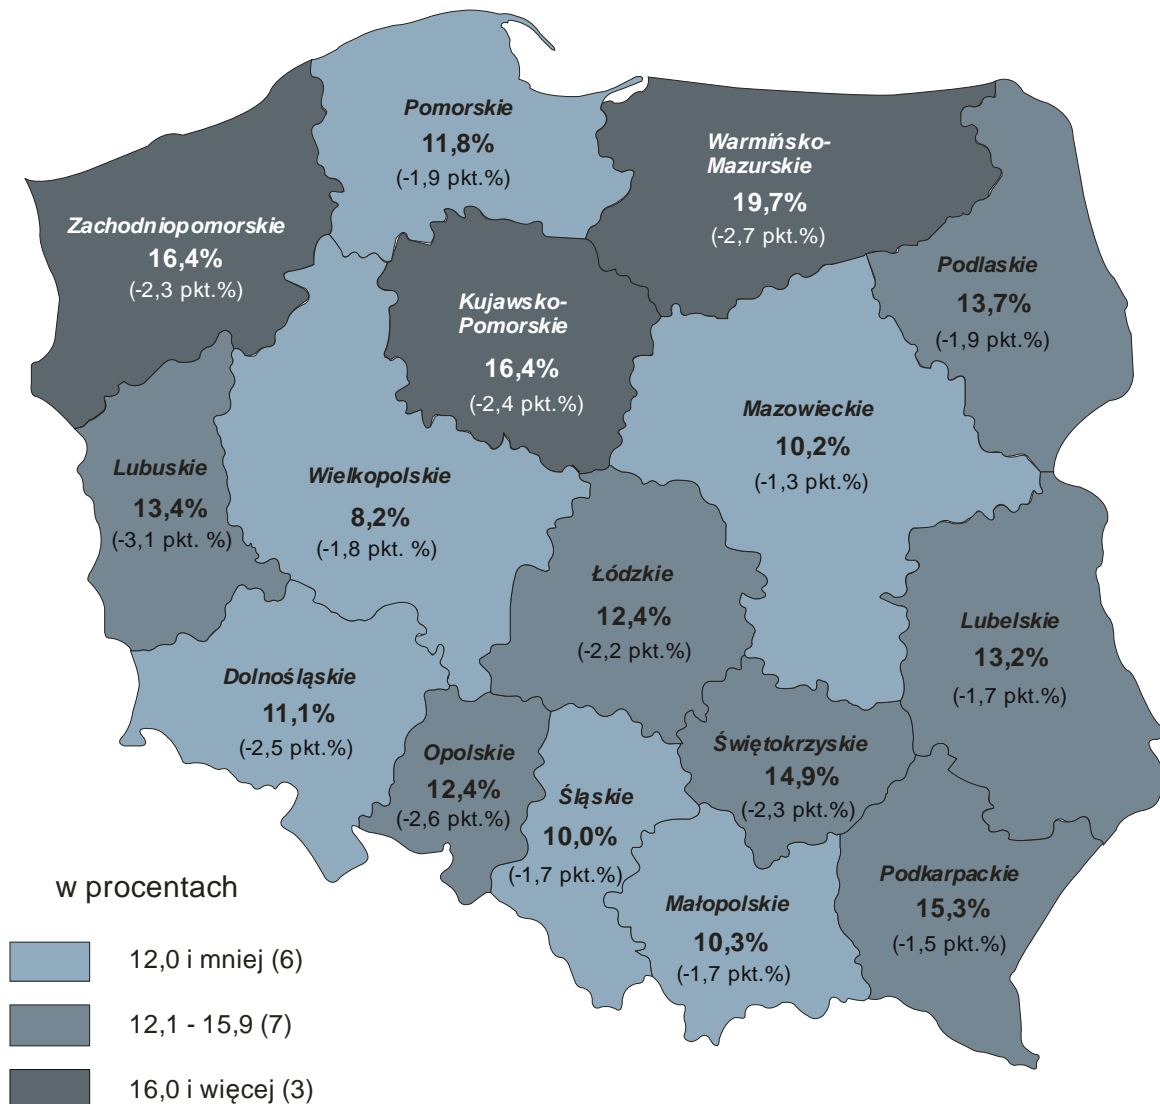 Pomorskie
11,8%
(-1,9 pkt.%)
Warmińsko-
Mazurskie
19,7%
(-2,7 pkt.%)
Zachodniopomorskie
16,4%
(-2,3 pkt.%)
Podlaskie
13,7%
(-1,9 pkt.%)
Kujawsko-
Pomorskie
16,4%
(-2,4 pkt.%)
Mazowieckie
10,2%
(-1,3 pkt.%)
Lubuskie
13,4%
(-3,1 pkt. %)
Wielkopolskie
8,2%
(-1,8 pkt. %)
Łódzkie
12,4%
(-2,2 pkt.%)
Lubelskie
13,2%
(-1,7 pkt.%)
Dolnośląskie
11,1%
(-2,5 pkt.%)
Opolskie
12,4%
(-2,6 pkt.%)
Śląskie
10,0%
(-1,7 pkt.%)
Świętokrzyskie
14,9%
(-2,3 pkt.%)
Małopolskie
10,3%
(-1,7 pkt.%)
Podkarpackie
15,3%
(-1,5 pkt.%)
w procentach
12,0 i mniej (6)
12,1 - 15,9 (7)
16,0 i więcej (3)